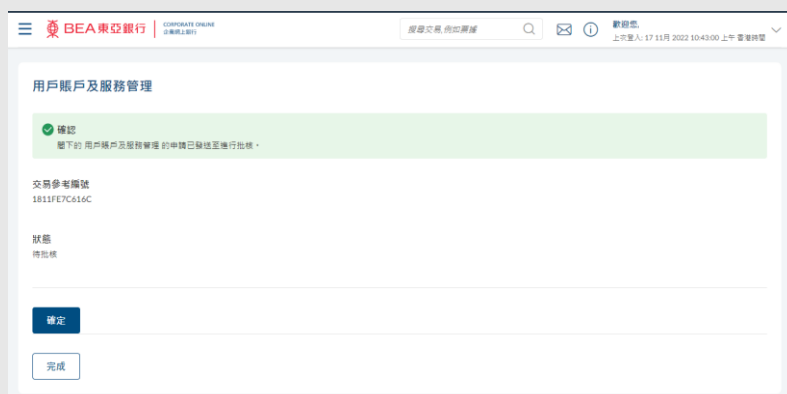 BEA東亞銀行
CORPORATE ONLINE
企業網上銀行
搜尋交易,例如票據
歡迎您,
上次登入: 17 11月 2022 10:43:00 上午 香港時間
用戶賬戶及服務管理
確認
閣下的 用戶賬戶及服務管理 的申請已發送至進行批核。
交易參考編號
1811FE7C616C
狀態
待批核
確定
完成